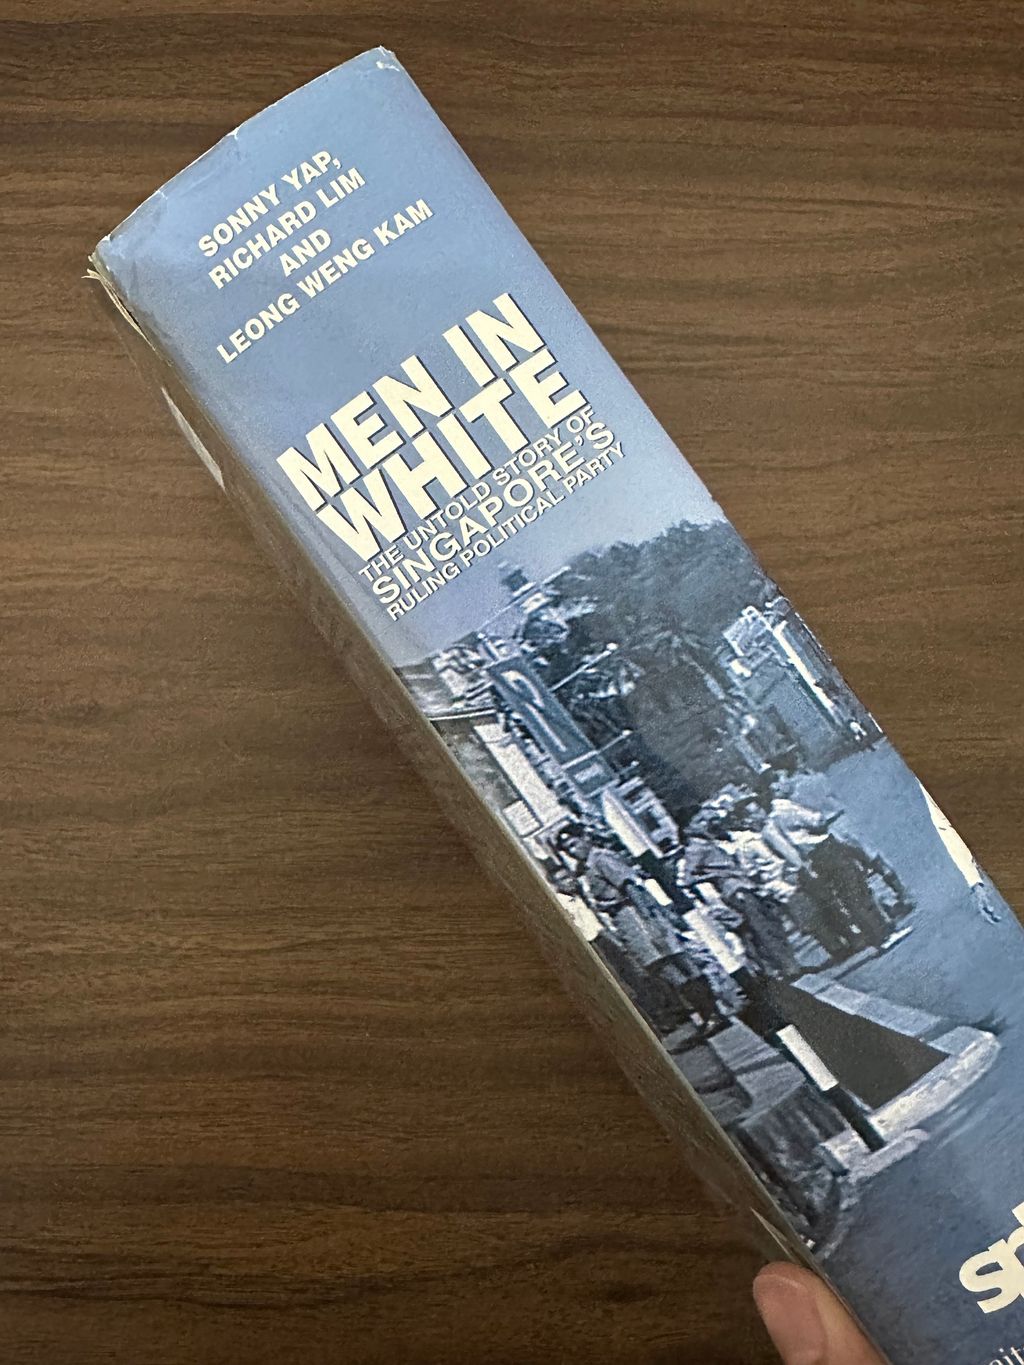 SONNY YAP,
RICHARD LIM
AND
LEONG WENG KAM
MEN IN
WHITE
THE UNTOLD STORY OF
SINGAPORE'S
RULING POLITICAL PARTY